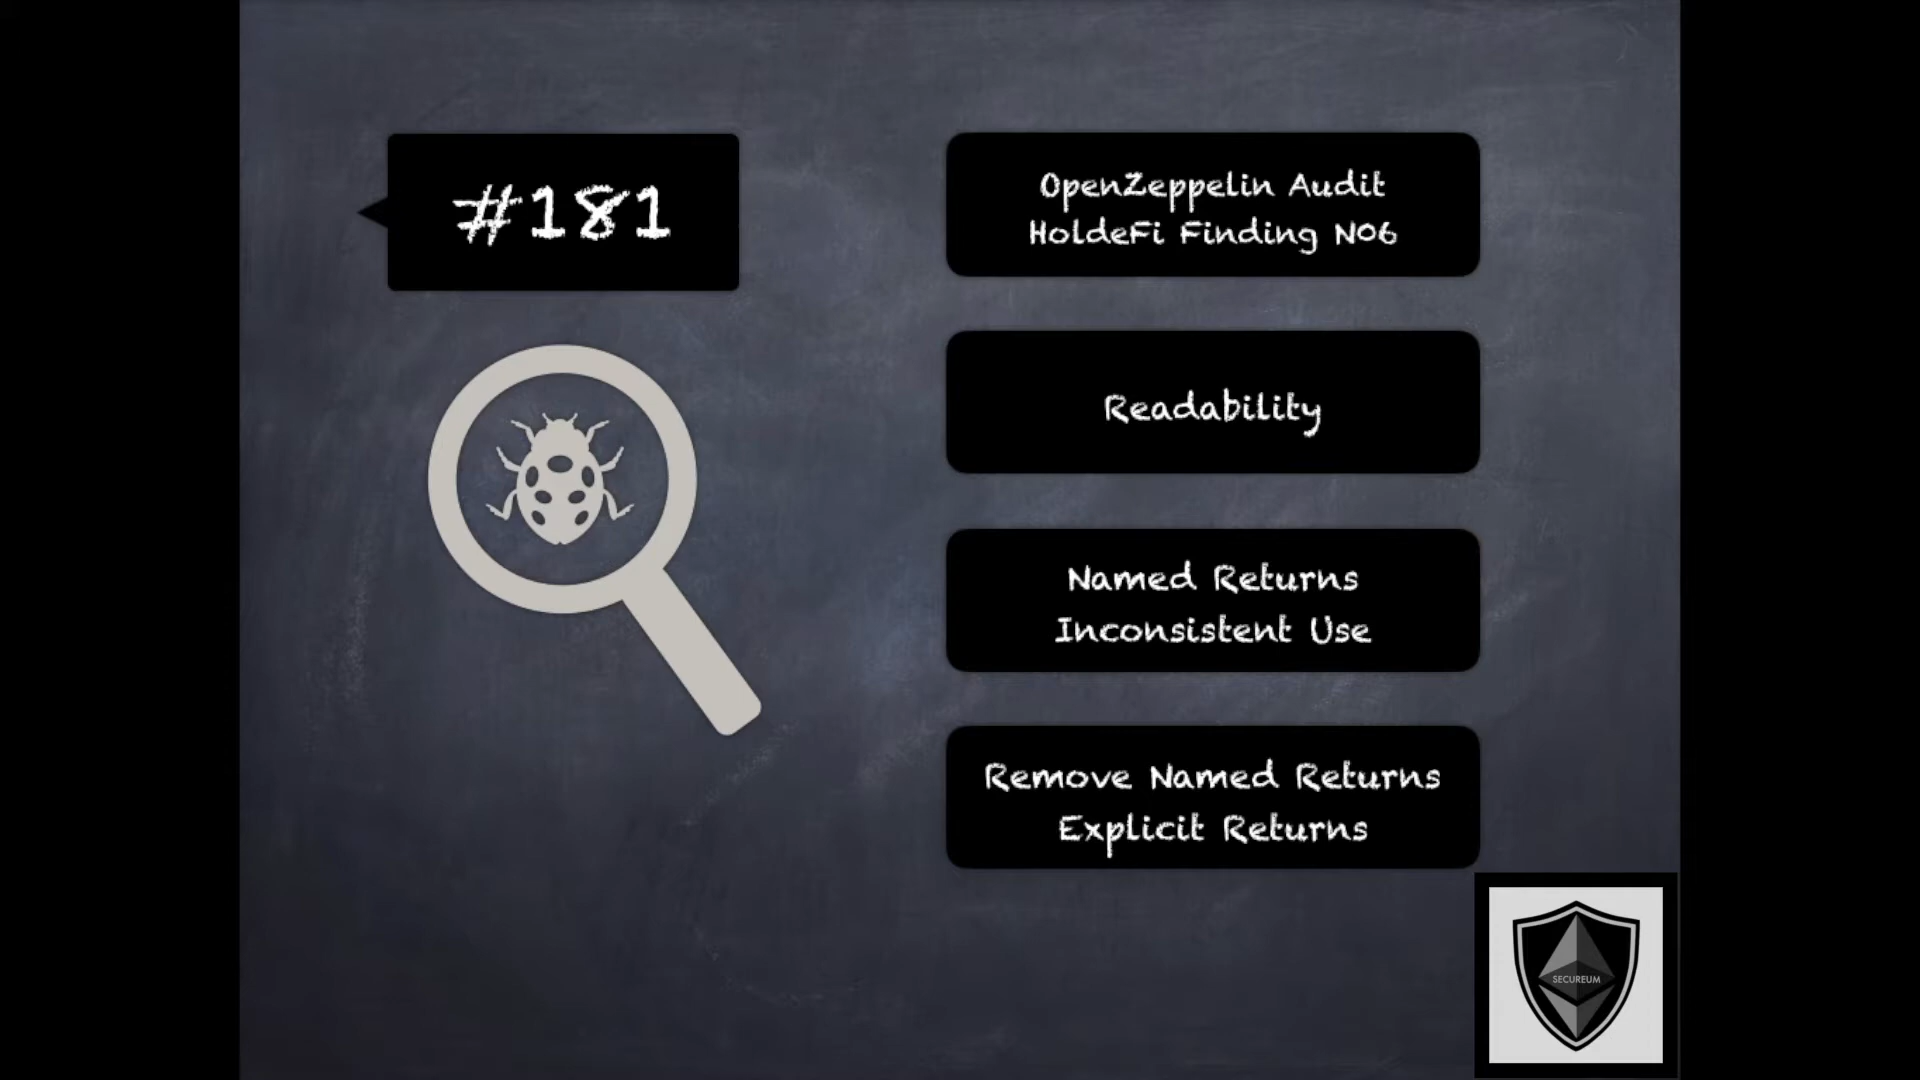 #181
OpenZeppelin Audit
HoldeFi Finding N06
Readability
Named Returns
Inconsistent Use
Remove Named Returns
Explicit Returns
SECUREUM